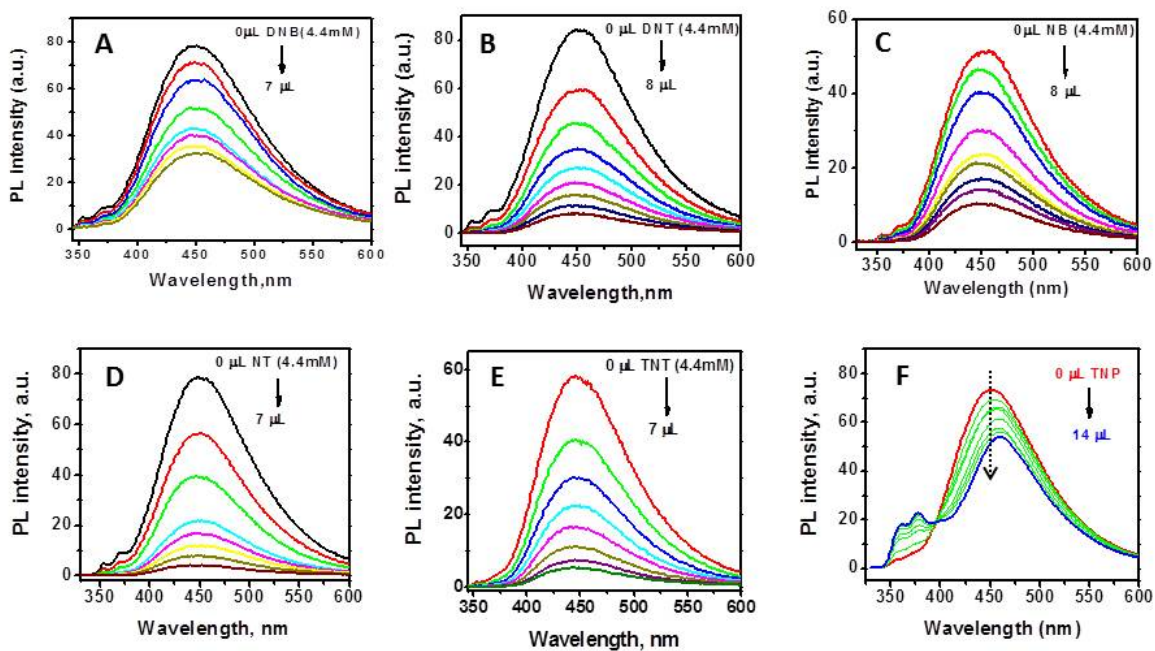 A
0µL DNB(4.4mM)
7 µL
PL intensity (a.u.)
80
60
40
20
0
350 400 450 500 550 600
Wavelength,nm
B
0 µL DNT (4.4mM)
8 µL
PL intensity (a.u.)
80
60
40
20
0
350 400 450 500 550 600
Wavelength,nm
C
0 µL NB (4.4mM)
8 µL
PL intensity (a.u.)
60
40
20
0
350 400 450 500 550 600
Wavelength (nm)
D
0 µL NT (4.4mM)
7 µL
PL intensity, a.u.
80
60
40
20
0
350 400 450 500 550 600
Wavelength, nm
E
0 µL TNT (4.4mM)
7 µL
PL intensity, a.u.
60
40
20
0
350 400 450 500 550 600
Wavelength, nm
F
0 µL TNP
14 µL
PL intensity, a.u.
80
60
40
20
0
350 400 450 500 550 600
Wavelength (nm)